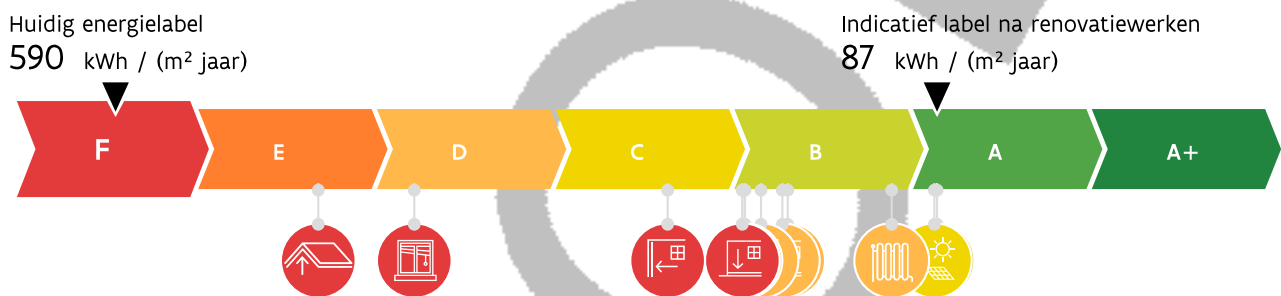 Huidig energielabel
590 kWh / (m² jaar)
Indicatief label na renovatiewerken
87 kWh / (m² jaar)
F E D C B A A+